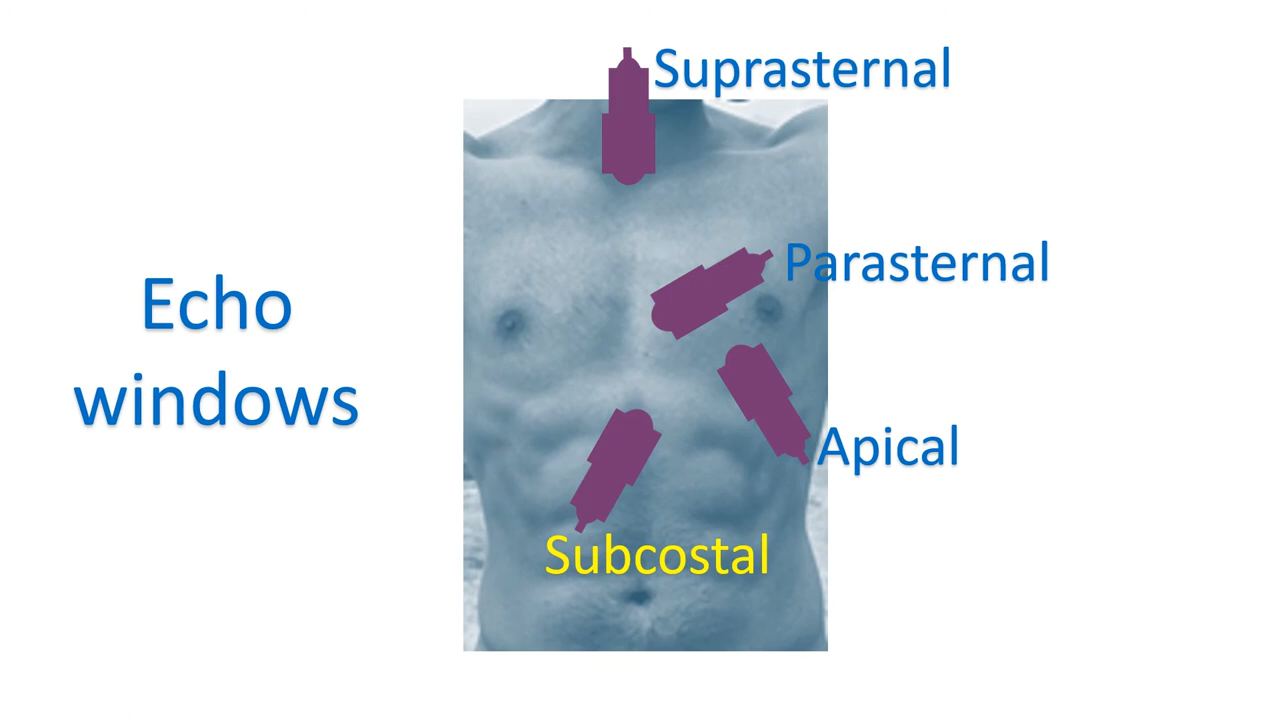 Suprasternal
Parasternal
Echo
windows
Apical
Subcostal